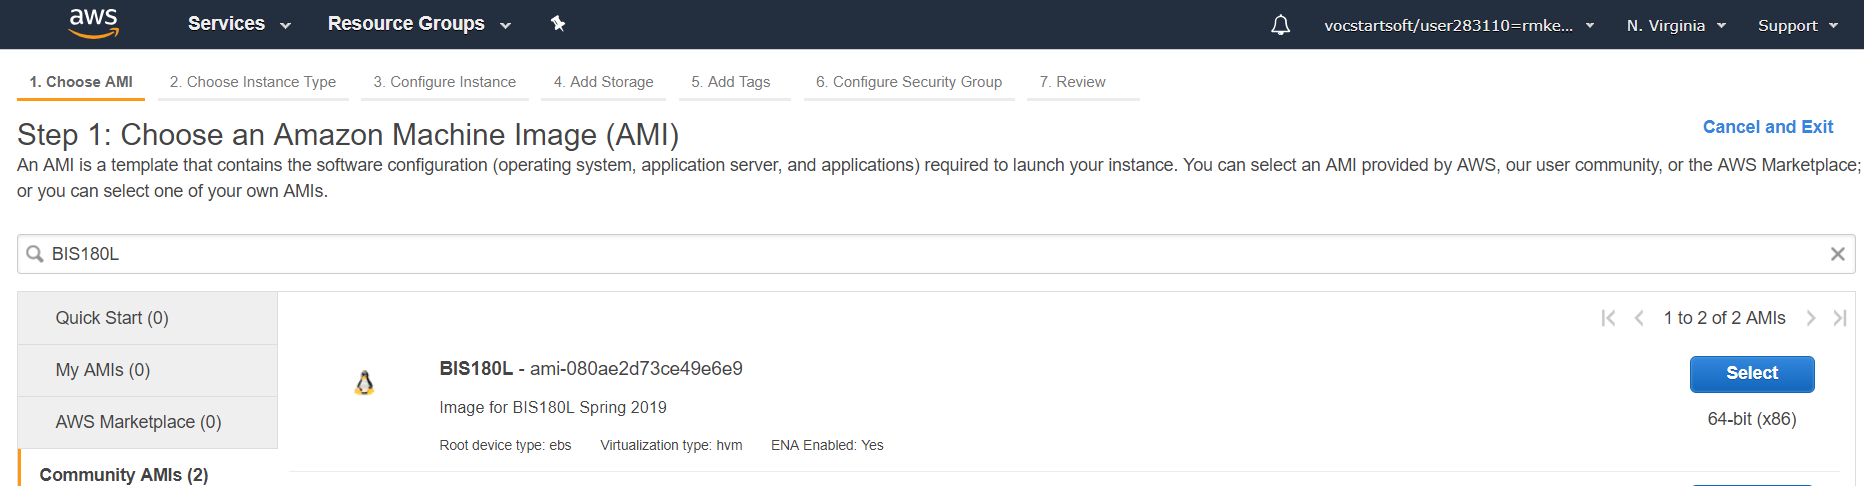 aws Services Resource Groups vocstartsoft/user283110=rmke... N. Virginia Support
1. Choose AMI 2. Choose Instance Type 3. Configure Instance 4. Add Storage 5. Add Tags 6. Configure Security Group 7. Review
Step 1: Choose an Amazon Machine Image (AMI)
Cancel and Exit
An AMI is a template that contains the software configuration (operating system, application server, and applications) required to launch your instance. You can select an AMI provided by AWS, our user community, or the AWS Marketplace;
or you can select one of your own AMIs.
BIS180L
Quick Start (0)
My AMIs (0)
AWS Marketplace (0)
Community AMIs (2)
1 to 2 of 2 AMIs
BIS180L - ami-080ae2d73ce49e6e9
Select
Image for BIS180L Spring 2019
64-bit (x86)
Root device type: ebs Virtualization type: hvm ENA Enabled: Yes